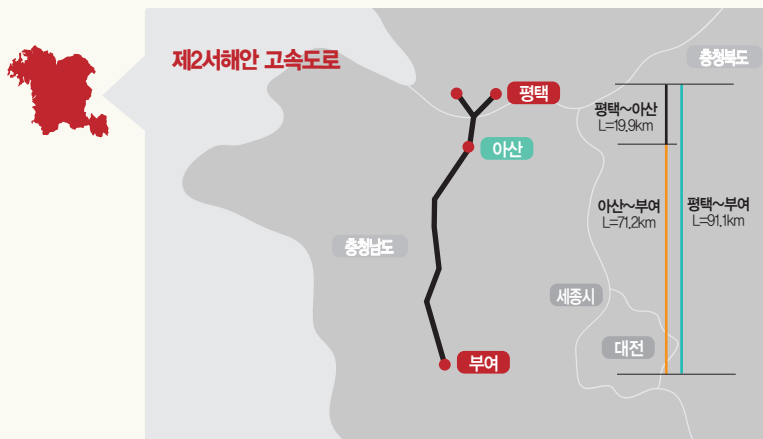 제2서해안 고속도로
충청북도
평택
평택~아산
L=19.9km
아산
아산~부여
L=71.2km
평택~부여
L=91.1km
충청남도
세종시
대전
부여